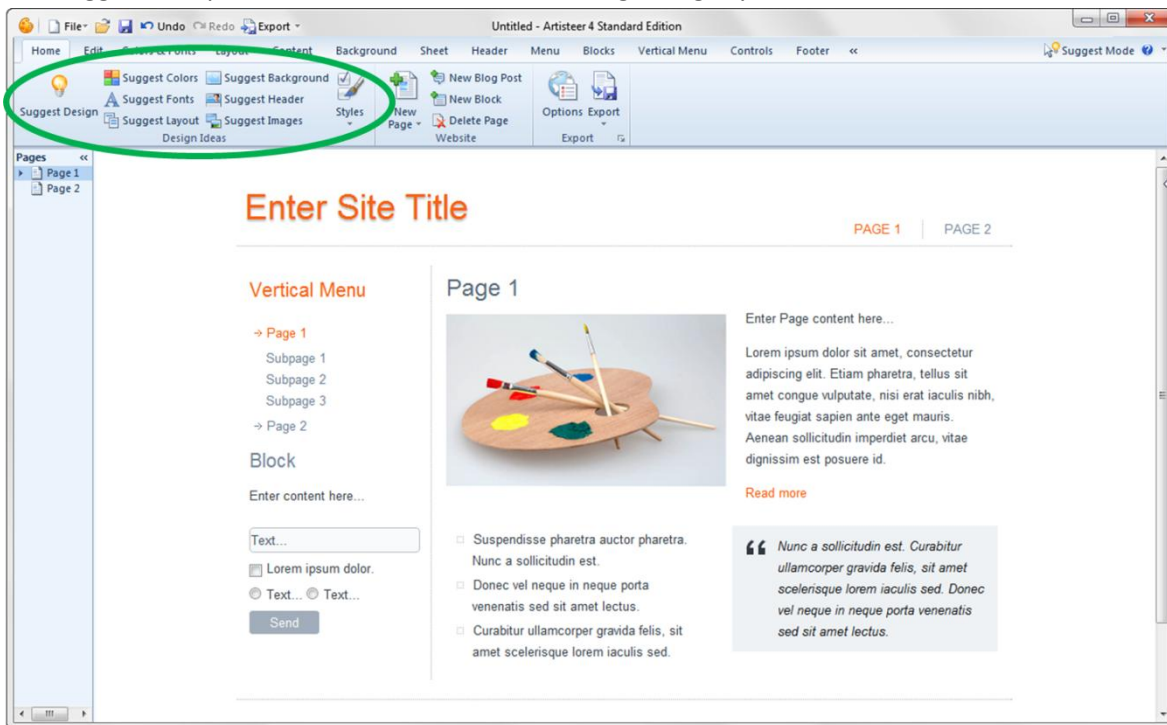 File Undo Redo Export Untitled - Artisteer 4 Standard Edition
Home Edit Colors & Fonts Layout Content Background Sheet Header Menu Blocks Vertical Menu Controls Footer « Suggest Mode
Suggest Design
Suggest Colors Suggest Background
Suggest Fonts Suggest Header
Suggest Layout Suggest Images
Styles
Design Ideas
New Page
New Blog Post
New Block
Delete Page
Website
Options Export
Export
Pages «
Page 1
Page 2
Enter Site Title
PAGE 1 PAGE 2
Vertical Menu
→ Page 1
Subpage 1
Subpage 2
Subpage 3
→ Page 2
Block
Enter content here...
Text...
Lorem ipsum dolor.
Text... Text...
Send
Page 1
Enter Page content here...
Lorem ipsum dolor sit amet, consectetur
adipiscing elit. Etiam pharetra, tellus sit
amet congue vulputate, nisi erat iaculis nibh,
vitae feugiat sapien ante eget mauris.
Aenean sollicitudin imperdiet arcu, vitae
dignissim est posuere id.
Read more
Suspendisse pharetra auctor pharetra.
Nunc a sollicitudin est.
Donec vel neque in neque porta
venenatis sed sit amet lectus.
Curabitur ullamcorper gravida felis, sit
amet scelerisque lorem iaculis sed.
“ Nunc a sollicitudin est. Curabitur
ullamcorper gravida felis, sit amet
scelerisque lorem iaculis sed. Donec
vel neque in neque porta venenatis
sed sit amet lectus.